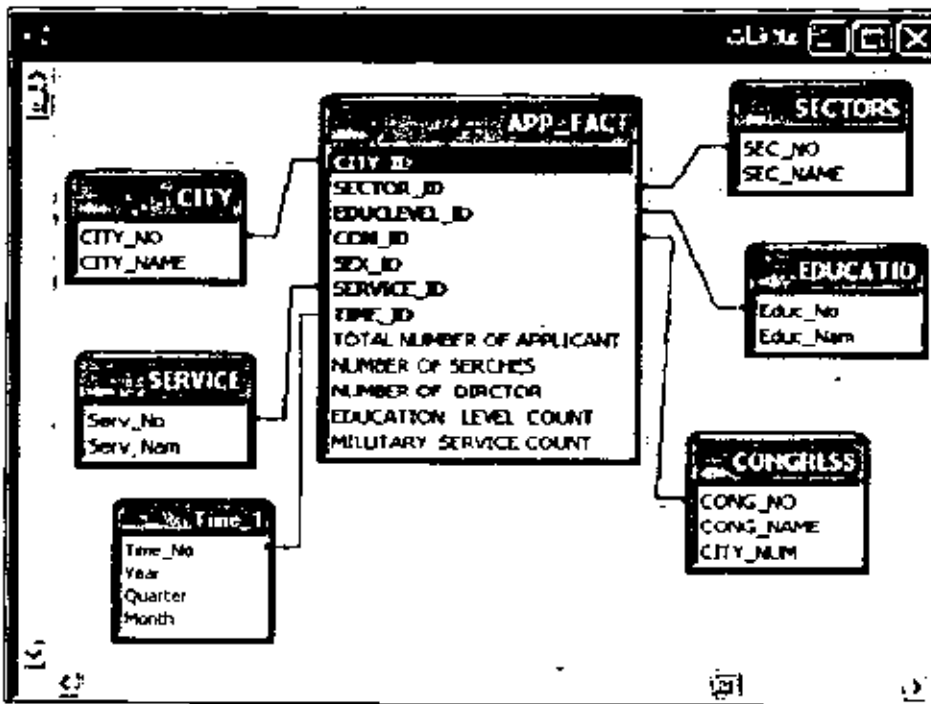 علاقات
APP_FACT
CITY_ID
SECTOR_ID
EDUCLEVEL_ID
CON_ID
SEX_ID
SERVICE_ID
TIME_ID
TOTAL NUMBER OF APPLICANT
NUMBER OF SERCHES
NUMBER OF DIRCTOR
EDUCATION LEVEL COUNT
MILLITARY SERVICE COUNT
CITY
CITY_NO
CITY_NAME
SERVICE
Serv_No
Serv_Nam
Time_1
Time_No
Year
Quarter
Month
SECTORS
SEC_NO
SEC_NAME
EDUCATIO
Educ_No
Educ_Nam
CONGRESS
CONG_NO
CONG_NAME
CITY_NUM